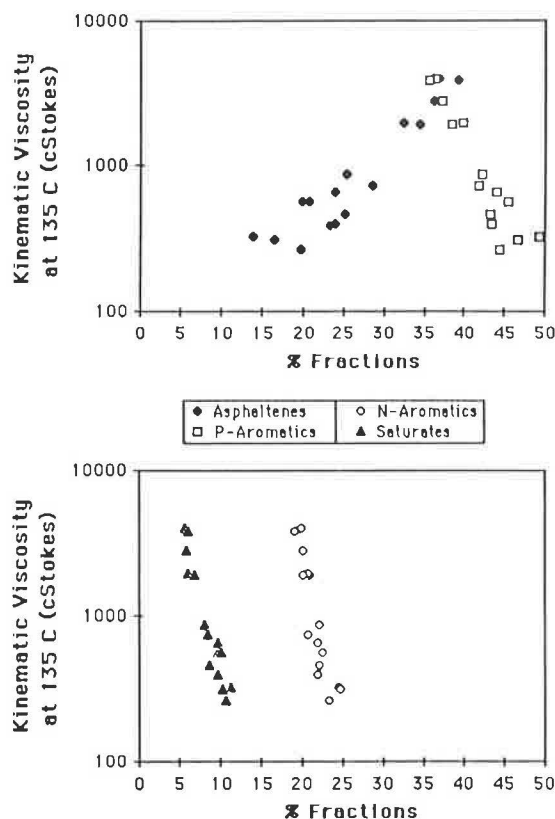 10000
1000
100
Kinematic Viscosity
at 135 C (cStokes)
0 5 10 15 20 25 30 35 40 45 50
% Fractions
Asphaltenes
N-Aromatics
P-Aromatics
Saturates
10000
1000
100
Kinematic Viscosity
at 135 C (cStokes)
0 5 10 15 20 25 30 35 40 45 50
% Fractions